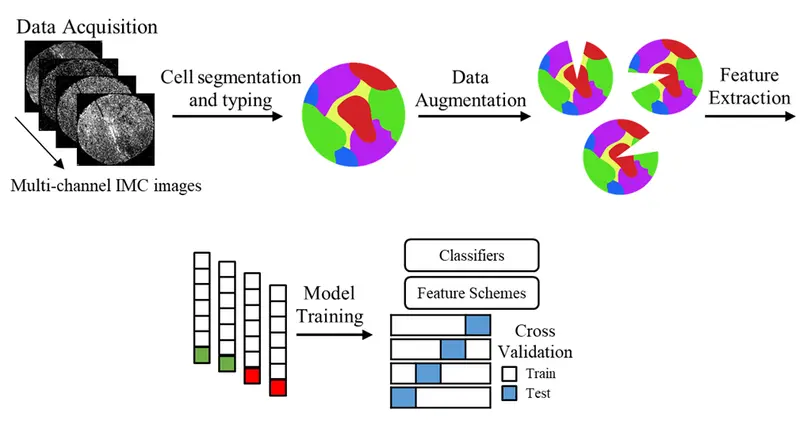 Data Acquisition
Multi-channel IMC images
Cell segmentation
and typing
Data
Augmentation
Feature
Extraction
Model
Training
Classifiers
Feature Schemes
Cross
Validation
Train
Test